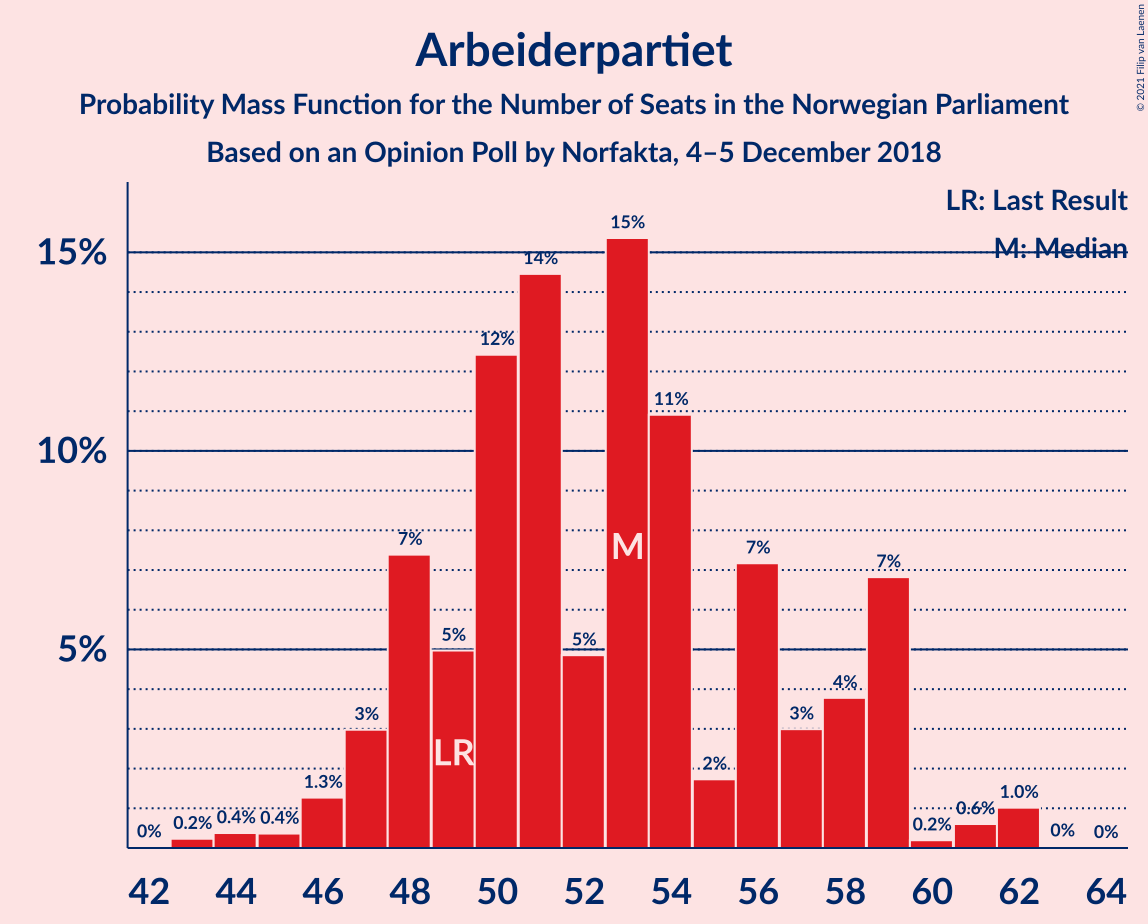 Arbeiderpartiet
Probability Mass Function for the Number of Seats in the Norwegian Parliament
Based on an Opinion Poll by Norfakta, 4–5 December 2018
© 2021 Filip van Laenen
LR: Last Result
M: Median
15%
10%
5%
0%
0.2%
0.4%
0.4%
1.3%
3%
7%
5%
12%
14%
5%
15%
11%
2%
7%
3%
4%
7%
0.2%
0.6%
1.0%
0%
0%
LR
M
42 44 46 48 50 52 54 56 58 60 62 64